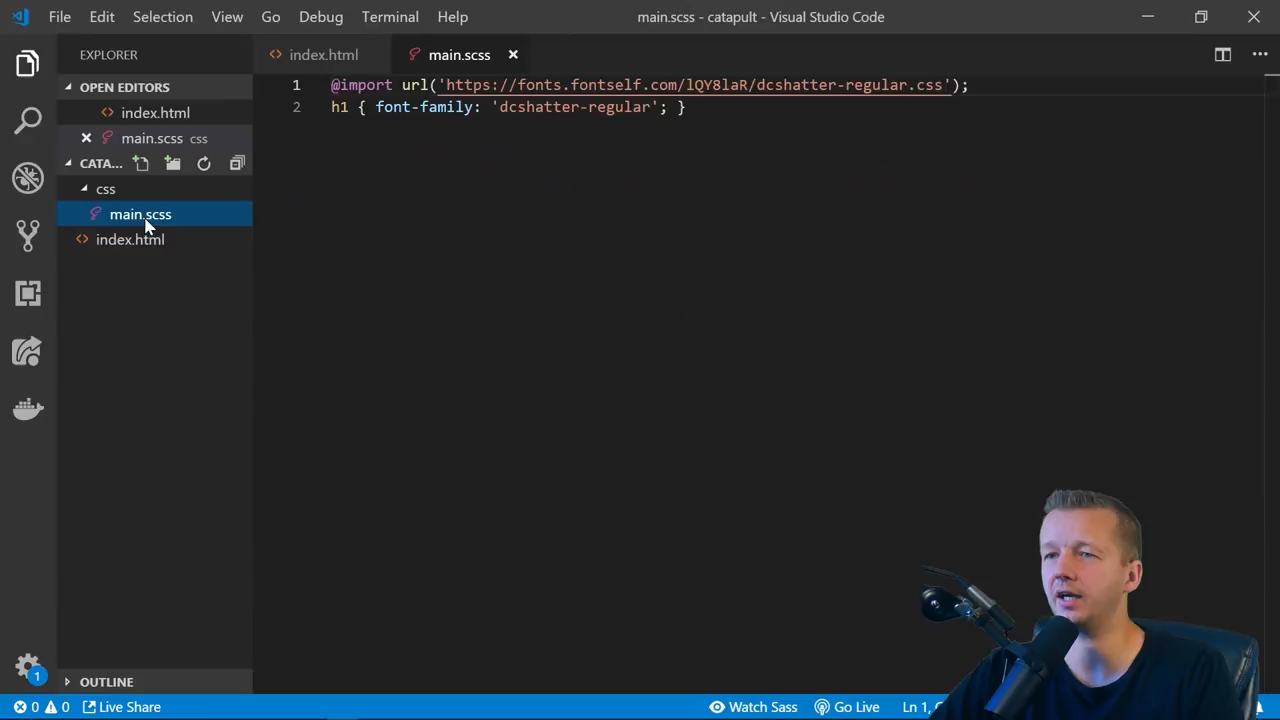 File Edit Selection View Go Debug Terminal Help main.scss - catapult - Visual Studio Code
EXPLORER
OPEN EDITORS
index.html
main.scss css
CATA...
css
main.scss
index.html
OUTLINE
index.html main.scss
1 @import url('https://fonts.fontself.com/lQY8laR/dcshatter-regular.css');
2 h1 { font-family: 'dcshatter-regular'; }
1
0 0 Live Share Watch Sass Go Live Ln 1,